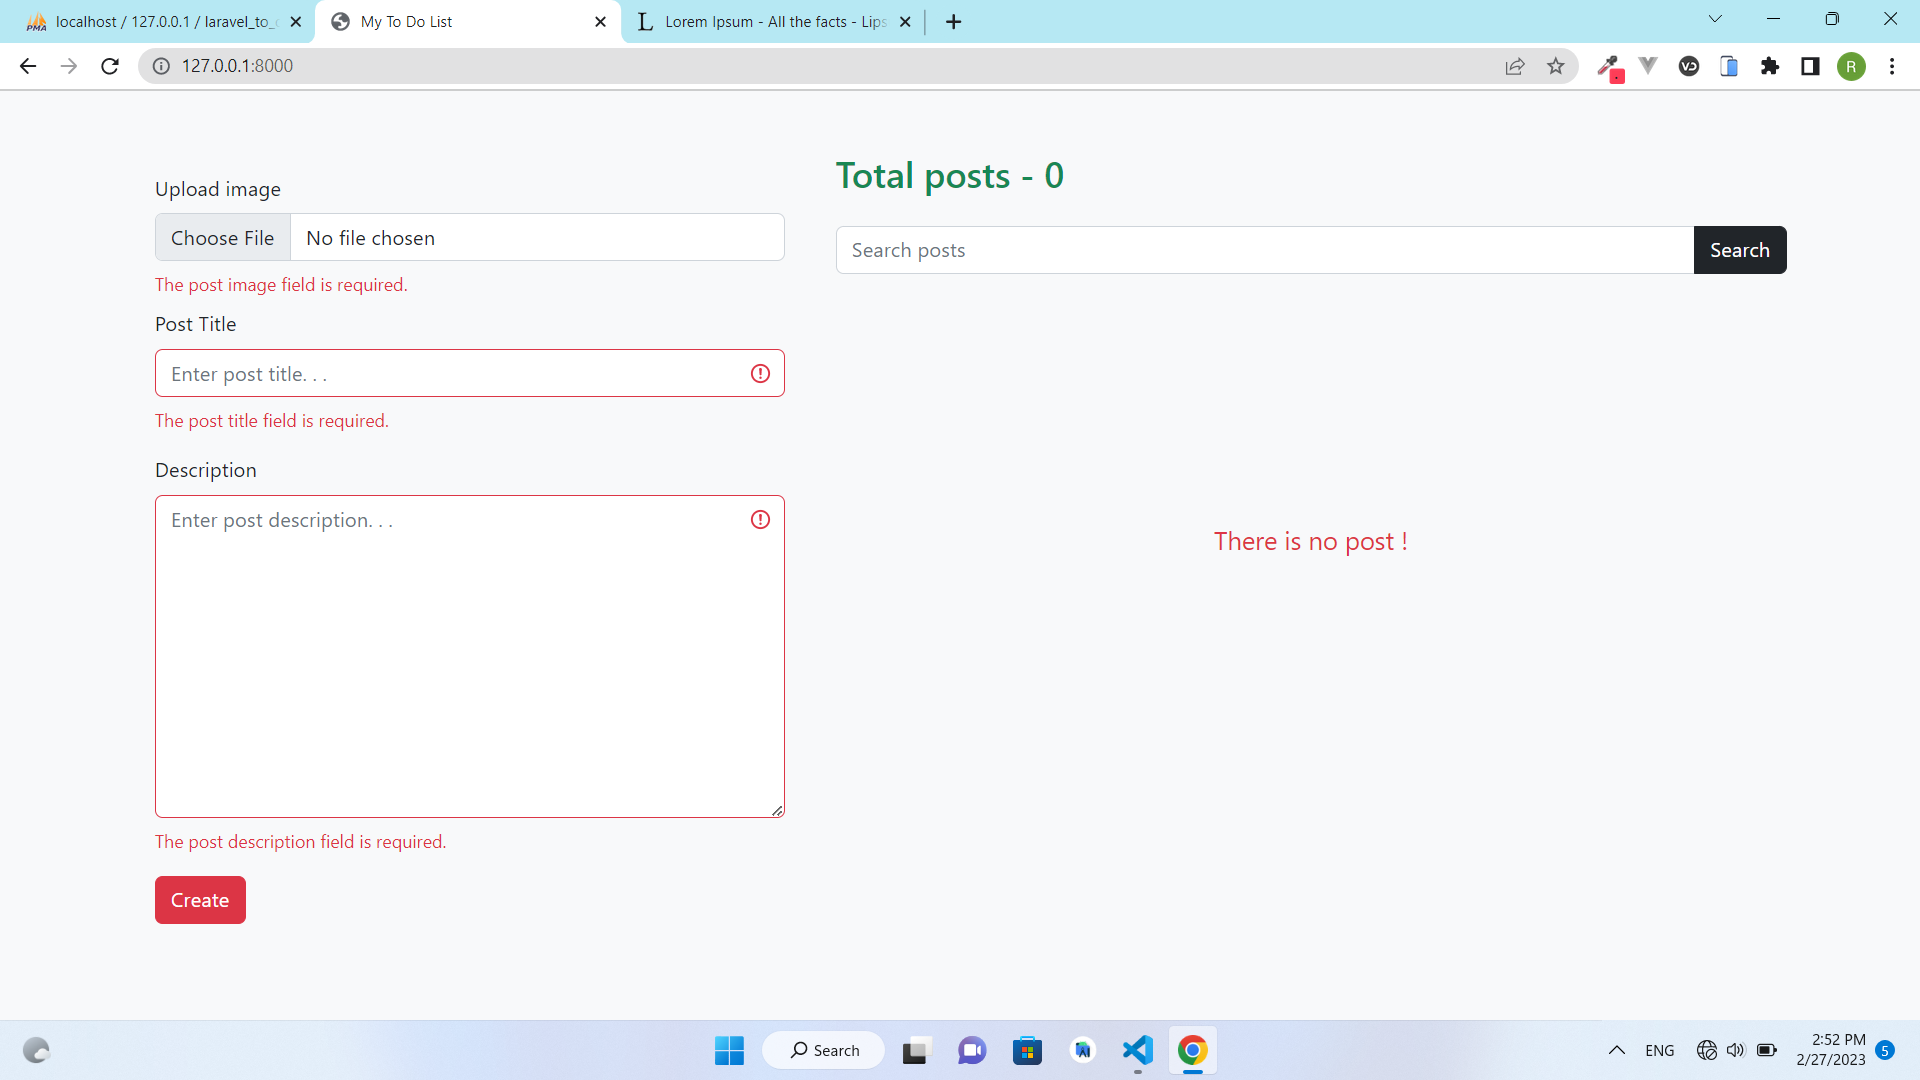 localhost / 127.0.0.1 / laravel_to_
My To Do List
Lorem Ipsum - All the facts - Lips
127.0.0.1:8000
R
Upload image
Choose File No file chosen
The post image field is required.
Post Title
Enter post title. . .
The post title field is required.
Description
Enter post description. . .
The post description field is required.
Create
Total posts - 0
Search posts
Search
There is no post !
Search
ENG
2:52 PM
2/27/2023
5